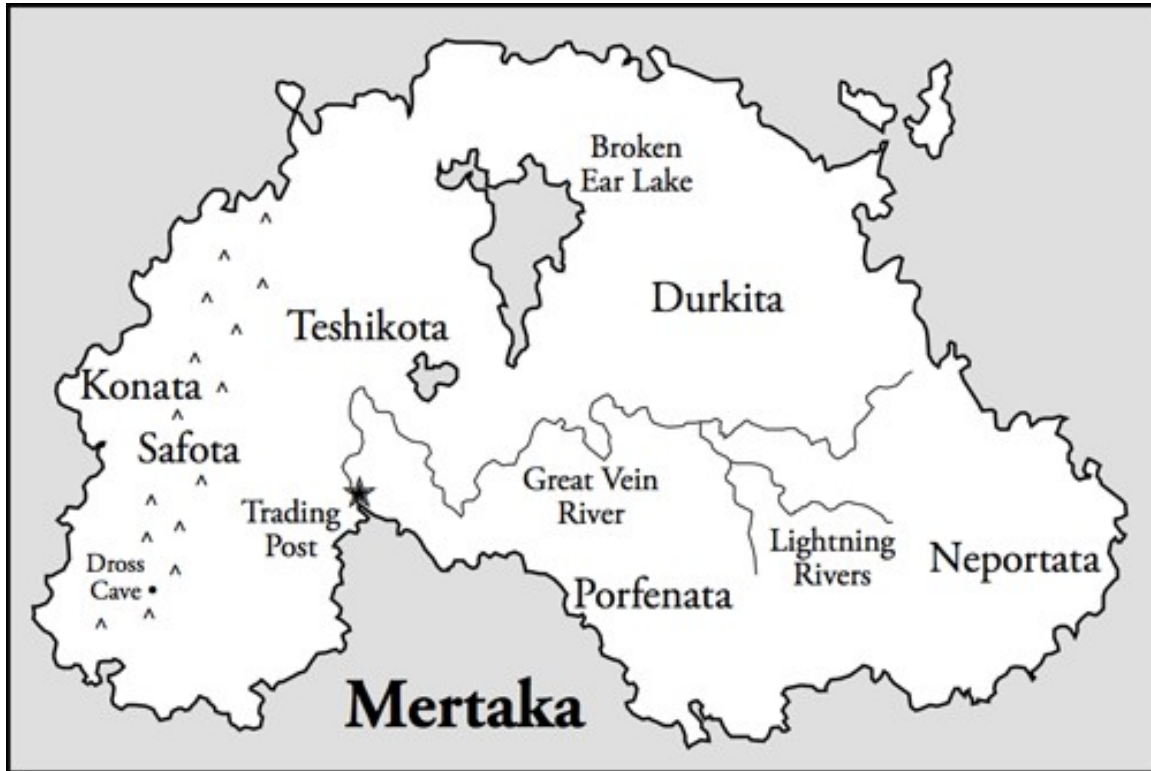 Broken
Ear Lake
Durkita
Teshikota
Konata
Safota
Great Vein
River
Trading
Post
Lightning
Rivers
Neportata
Dross
Cave
Porfenata
Mertaka